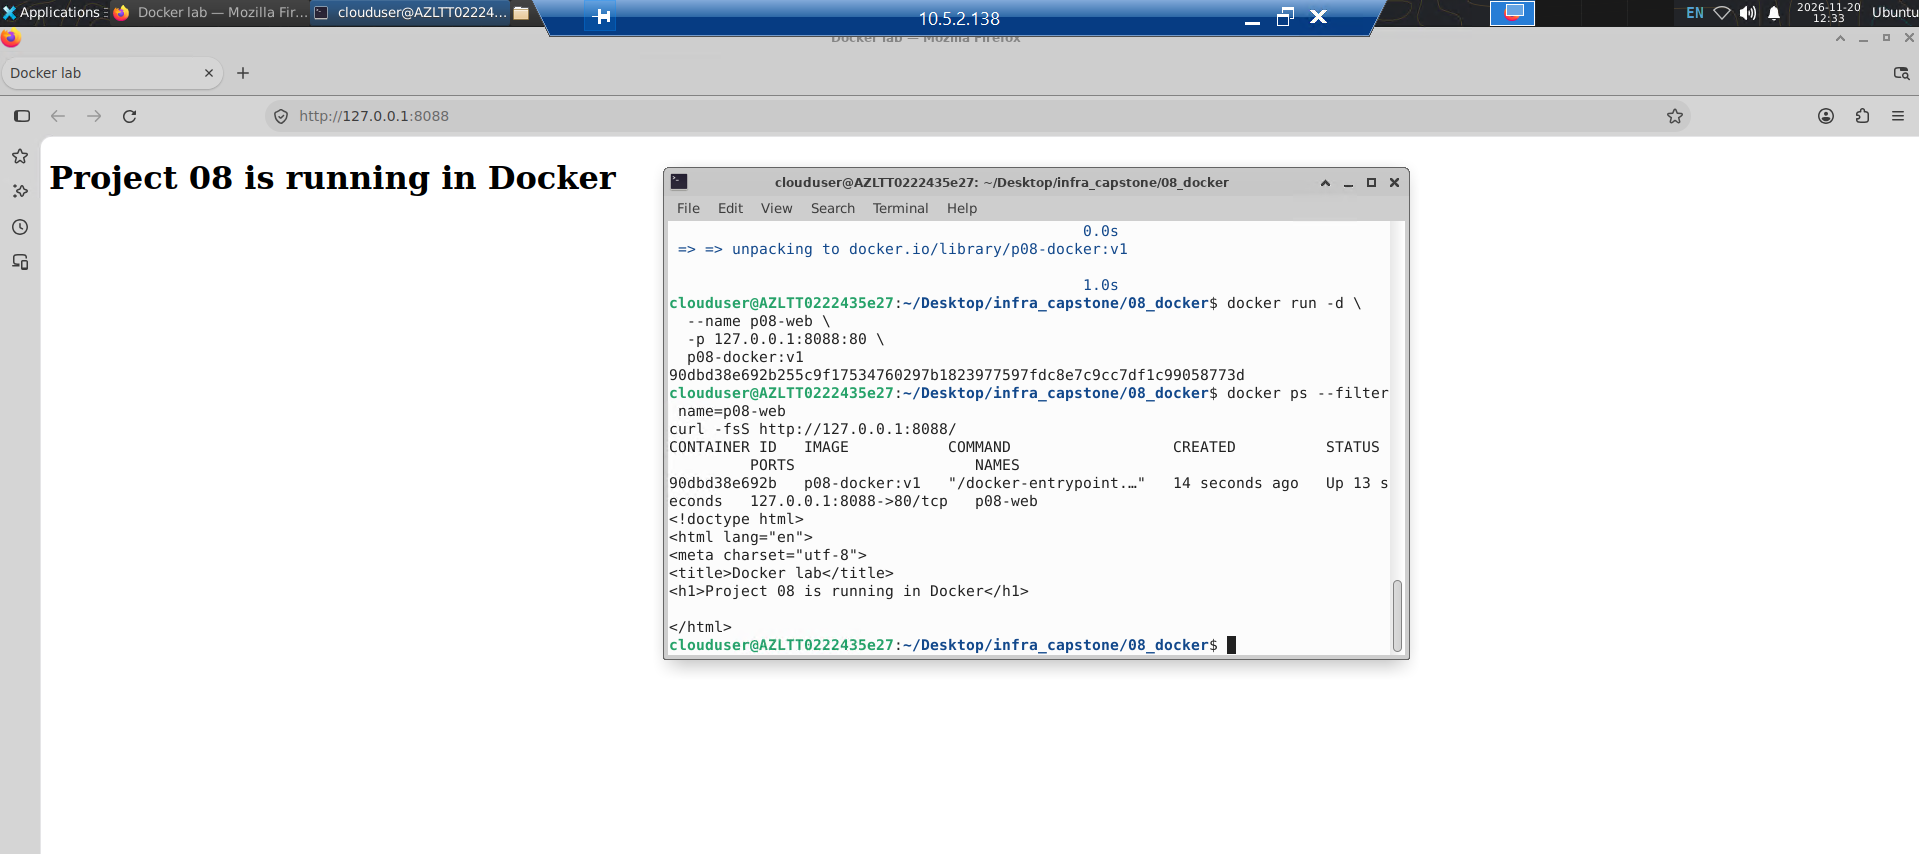 Applications
Docker lab — Mozilla Fir...
clouduser@AZLTT02224...
10.5.2.138
EN
2026-11-20
12:33
Ubuntu
Docker lab — Mozilla Firefox
Docker lab
http://127.0.0.1:8088
Project 08 is running in Docker
clouduser@AZLTT0222435e27: ~/Desktop/infra_capstone/08_docker
File Edit View Search Terminal Help
0.0s
=> => unpacking to docker.io/library/p08-docker:v1
1.0s
clouduser@AZLTT0222435e27:~/Desktop/infra_capstone/08_docker$ docker run -d \
--name p08-web \
-p 127.0.0.1:8088:80 \
p08-docker:v1
90dbd38e692b255c9f17534760297b1823977597fdc8e7c9cc7df1c99058773d
clouduser@AZLTT0222435e27:~/Desktop/infra_capstone/08_docker$ docker ps --filter
name=p08-web
curl -fsS http://127.0.0.1:8088/
CONTAINER ID IMAGE COMMAND CREATED STATUS
PORTS NAMES
90dbd38e692b p08-docker:v1 "/docker-entrypoint.…" 14 seconds ago Up 13 s
econds 127.0.0.1:8088->80/tcp p08-web
<!doctype html>
<html lang="en">
<meta charset="utf-8">
<title>Docker lab</title>
<h1>Project 08 is running in Docker</h1>
</html>
clouduser@AZLTT0222435e27:~/Desktop/infra_capstone/08_docker$